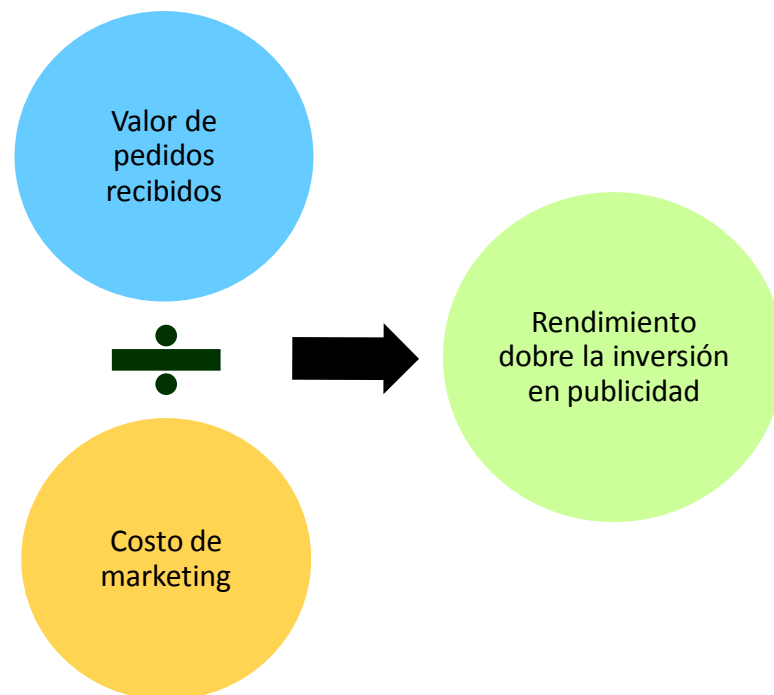 Valor de
pedidos
recibidos
Rendimiento
dobre la inversión
en publicidad
Costo de
marketing